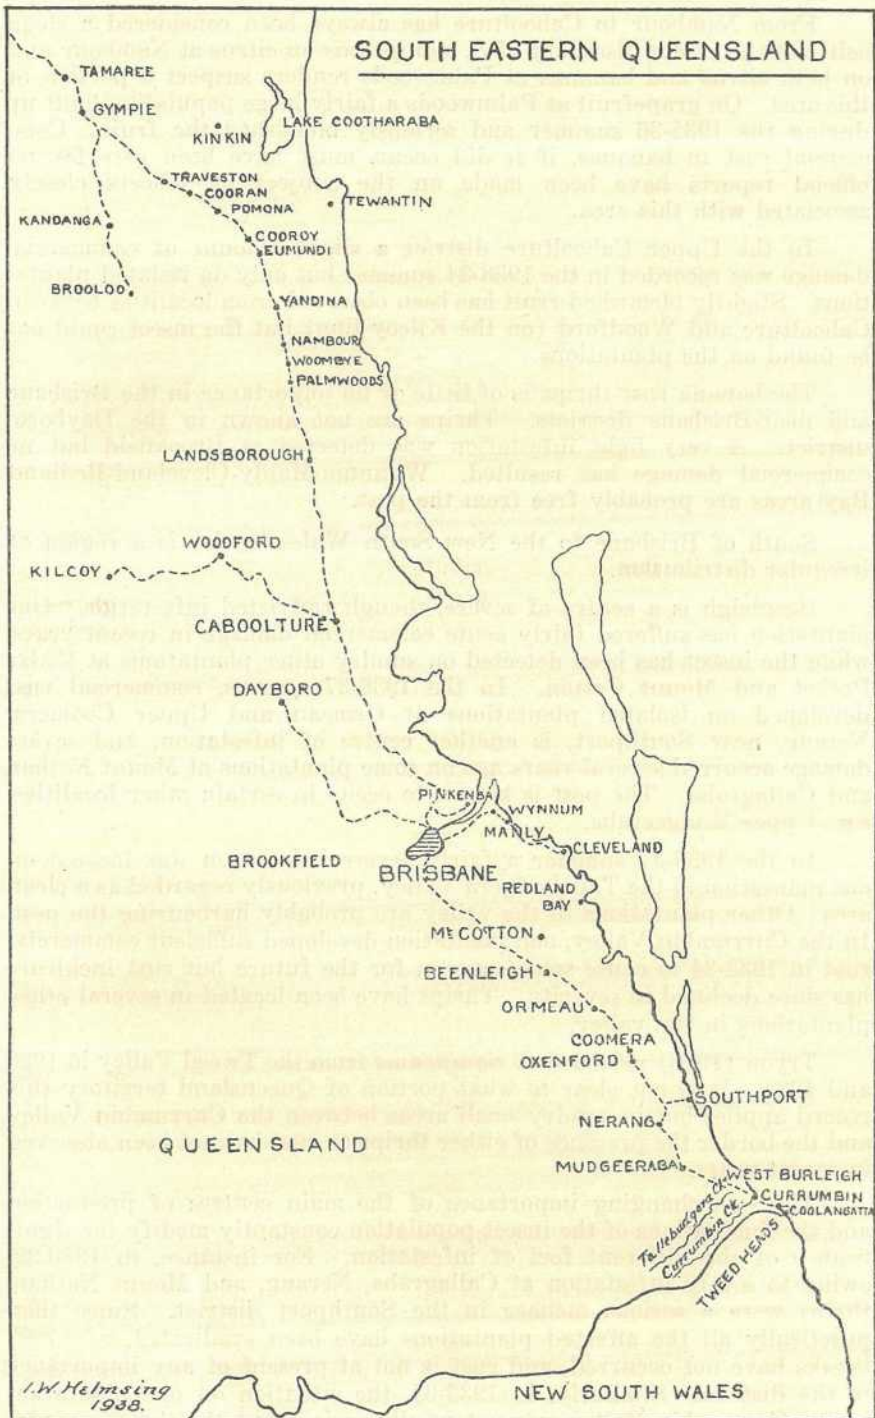 SOUTH EASTERN QUEENSLAND
TAMAREE
GYMPIE
LAKE COOTHARABA
KINKIN
TRAVESTON
COORAN
POMONA
TEWANTIN
KANDANGA
COOROY
EUMUNDI
BROOLOO
YANDINA
NAMBOUR
WOOMBYE
PALMWOODS
LANDSBOROUGH
WOODFORD
KILCOY
CABOOLTURE
DAYBORO
PINKENBA
WYNNUM
MANLY
CLEVELAND
BROOKFIELD
BRISBANE
REDLAND
BAY
Mt COTTON
BEENLEIGH
ORMEAU
COOMERA
OXENFORD
SOUTHPORT
NERANG
QUEENSLAND
MUDGEERABA
WEST BURLEIGH
CURRUMBIN
COOLANGATTA
Tallebudgera Ck.
Currumbin Ck.
TWEED HEADS
NEW SOUTH WALES
I.W. Helmsing
1938.